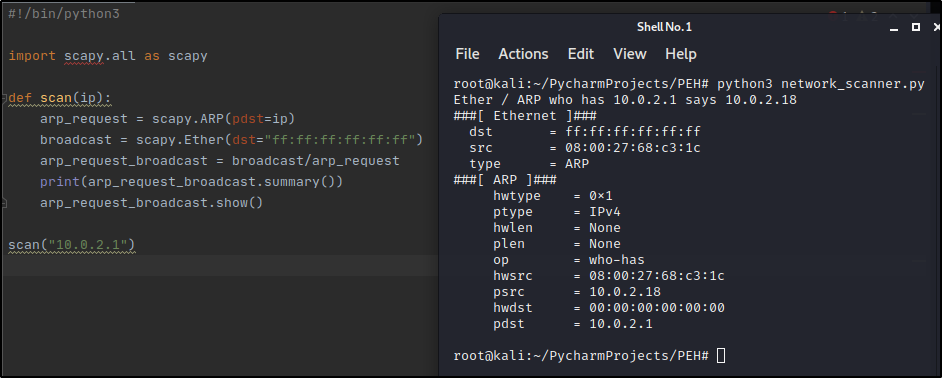 #!/bin/python3
import scapy.all as scapy
def scan(ip):
    arp_request = scapy.ARP(pdst=ip)
    broadcast = scapy.Ether(dst="ff:ff:ff:ff:ff:ff")
    arp_request_broadcast = broadcast/arp_request
    print(arp_request_broadcast.summary())
    arp_request_broadcast.show()
scan("10.0.2.1")
Shell No. 1
File Actions Edit View Help
root@kali:~/PycharmProjects/PEH# python3 network_scanner.py
Ether / ARP who has 10.0.2.1 says 10.0.2.18
###[ Ethernet ]###
  dst       = ff:ff:ff:ff:ff:ff
  src       = 08:00:27:68:c3:1c
  type      = ARP
###[ ARP ]###
     hwtype    = 0×1
     ptype     = IPv4
     hwlen     = None
     plen      = None
     op        = who-has
     hwsrc     = 08:00:27:68:c3:1c
     psrc      = 10.0.2.18
     hwdst     = 00:00:00:00:00:00
     pdst      = 10.0.2.1
root@kali:~/PycharmProjects/PEH#